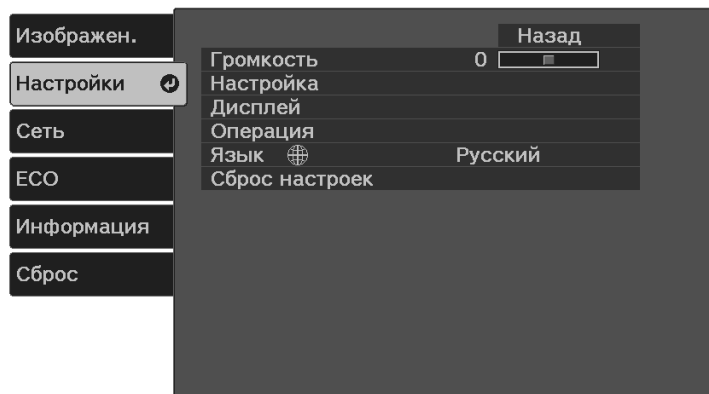 Изображен.
Настройки
Сеть
ECO
Информация
Сброс
Назад
Громкость 0
Настройка
Дисплей
Операция
Язык Русский
Сброс настроек